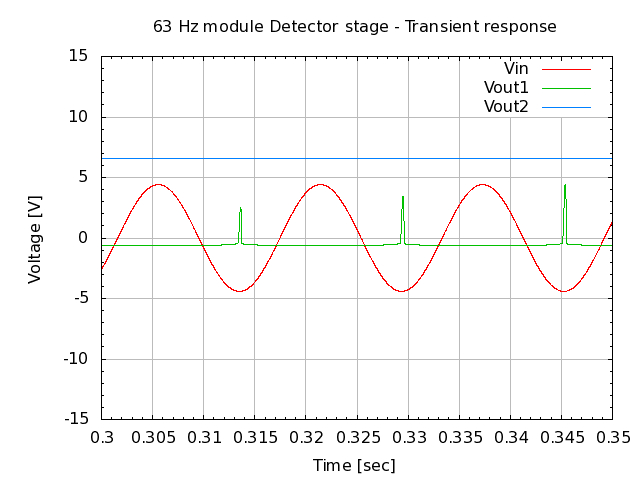 63 Hz module Detector stage - Transient response
15
10
5
0
-5
-10
-15
Voltage [V]
Vin
Vout1
Vout2
0.3 0.305 0.31 0.315 0.32 0.325 0.33 0.335 0.34 0.345 0.35
Time [sec]